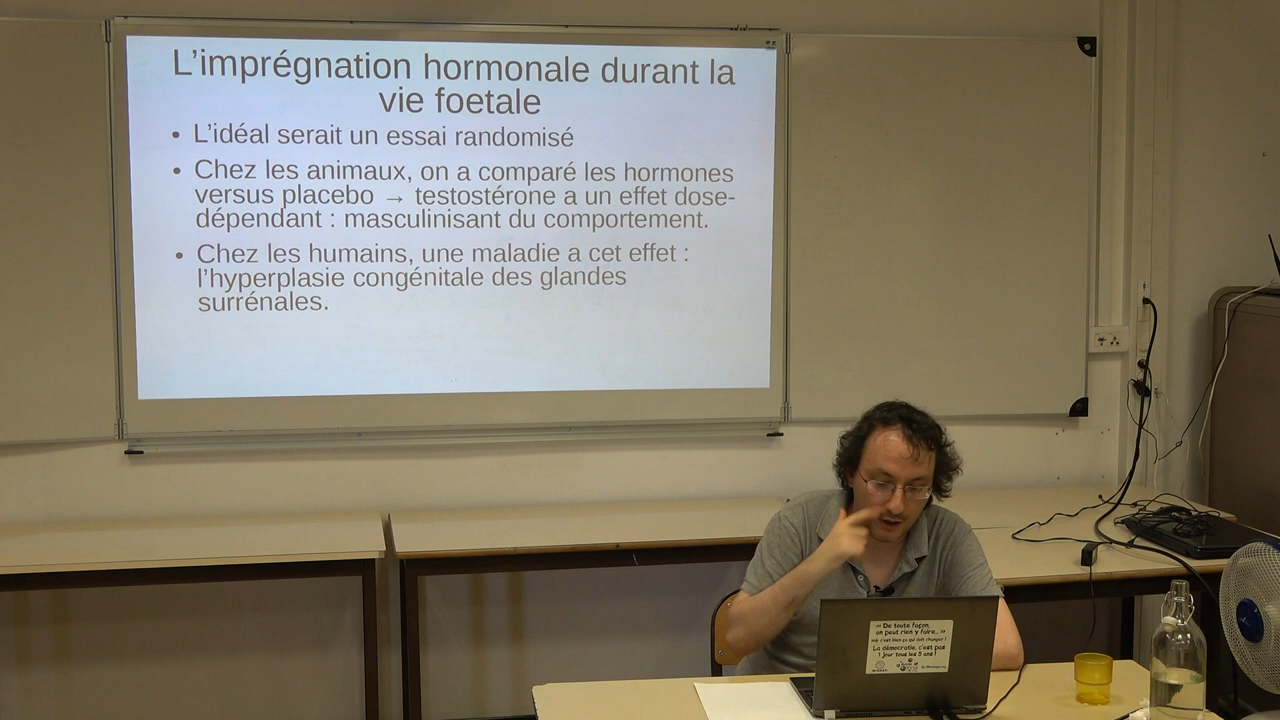 L'imprégnation hormonale durant la
vie foetale
• L'idéal serait un essai randomisé
• Chez les animaux, on a comparé les hormones
versus placebo → testostérone a un effet dose-
dépendant : masculinisant du comportement.
• Chez les humains, une maladie a cet effet :
l'hyperplasie congénitale des glandes
surrénales.
-« De toute façon,
on peut rien y faire... »
La démocratie, c'est pas
1 jour tous les 5 ans !